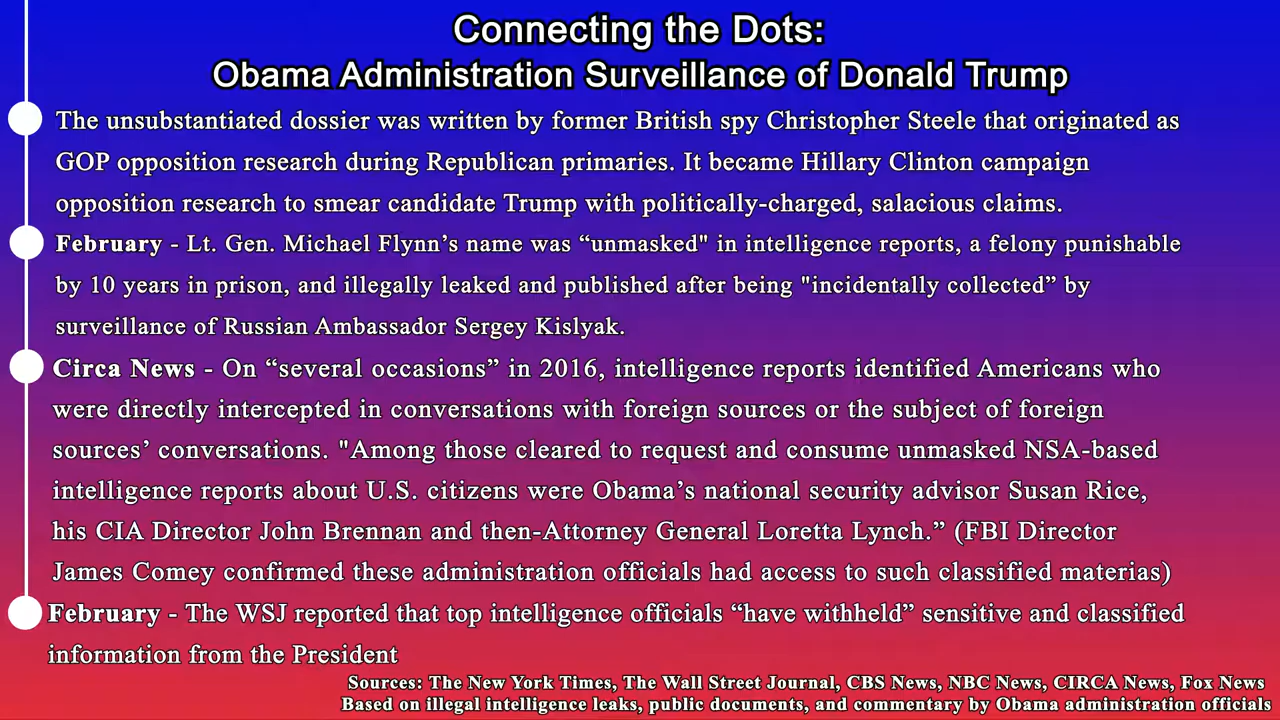 Connecting the Dots:
Obama Administration Surveillance of Donald Trump
The unsubstantiated dossier was written by former British spy Christopher Steele that originated as
GOP opposition research during Republican primaries. It became Hillary Clinton campaign
opposition research to smear candidate Trump with politically-charged, salacious claims.
February - Lt. Gen. Michael Flynn’s name was “unmasked" in intelligence reports, a felony punishable
by 10 years in prison, and illegally leaked and published after being "incidentally collected” by
surveillance of Russian Ambassador Sergey Kislyak.
Circa News - On “several occasions” in 2016, intelligence reports identified Americans who
were directly intercepted in conversations with foreign sources or the subject of foreign
sources’ conversations. "Among those cleared to request and consume unmasked NSA-based
intelligence reports about U.S. citizens were Obama’s national security advisor Susan Rice,
his CIA Director John Brennan and then-Attorney General Loretta Lynch.” (FBI Director
James Comey confirmed these administration officials had access to such classified materias)
February - The WSJ reported that top intelligence officials “have withheld” sensitive and classified
information from the President
Sources: The New York Times, The Wall Street Journal, CBS News, NBC News, CIRCA News, Fox News
Based on illegal intelligence leaks, public documents, and commentary by Obama administration officials